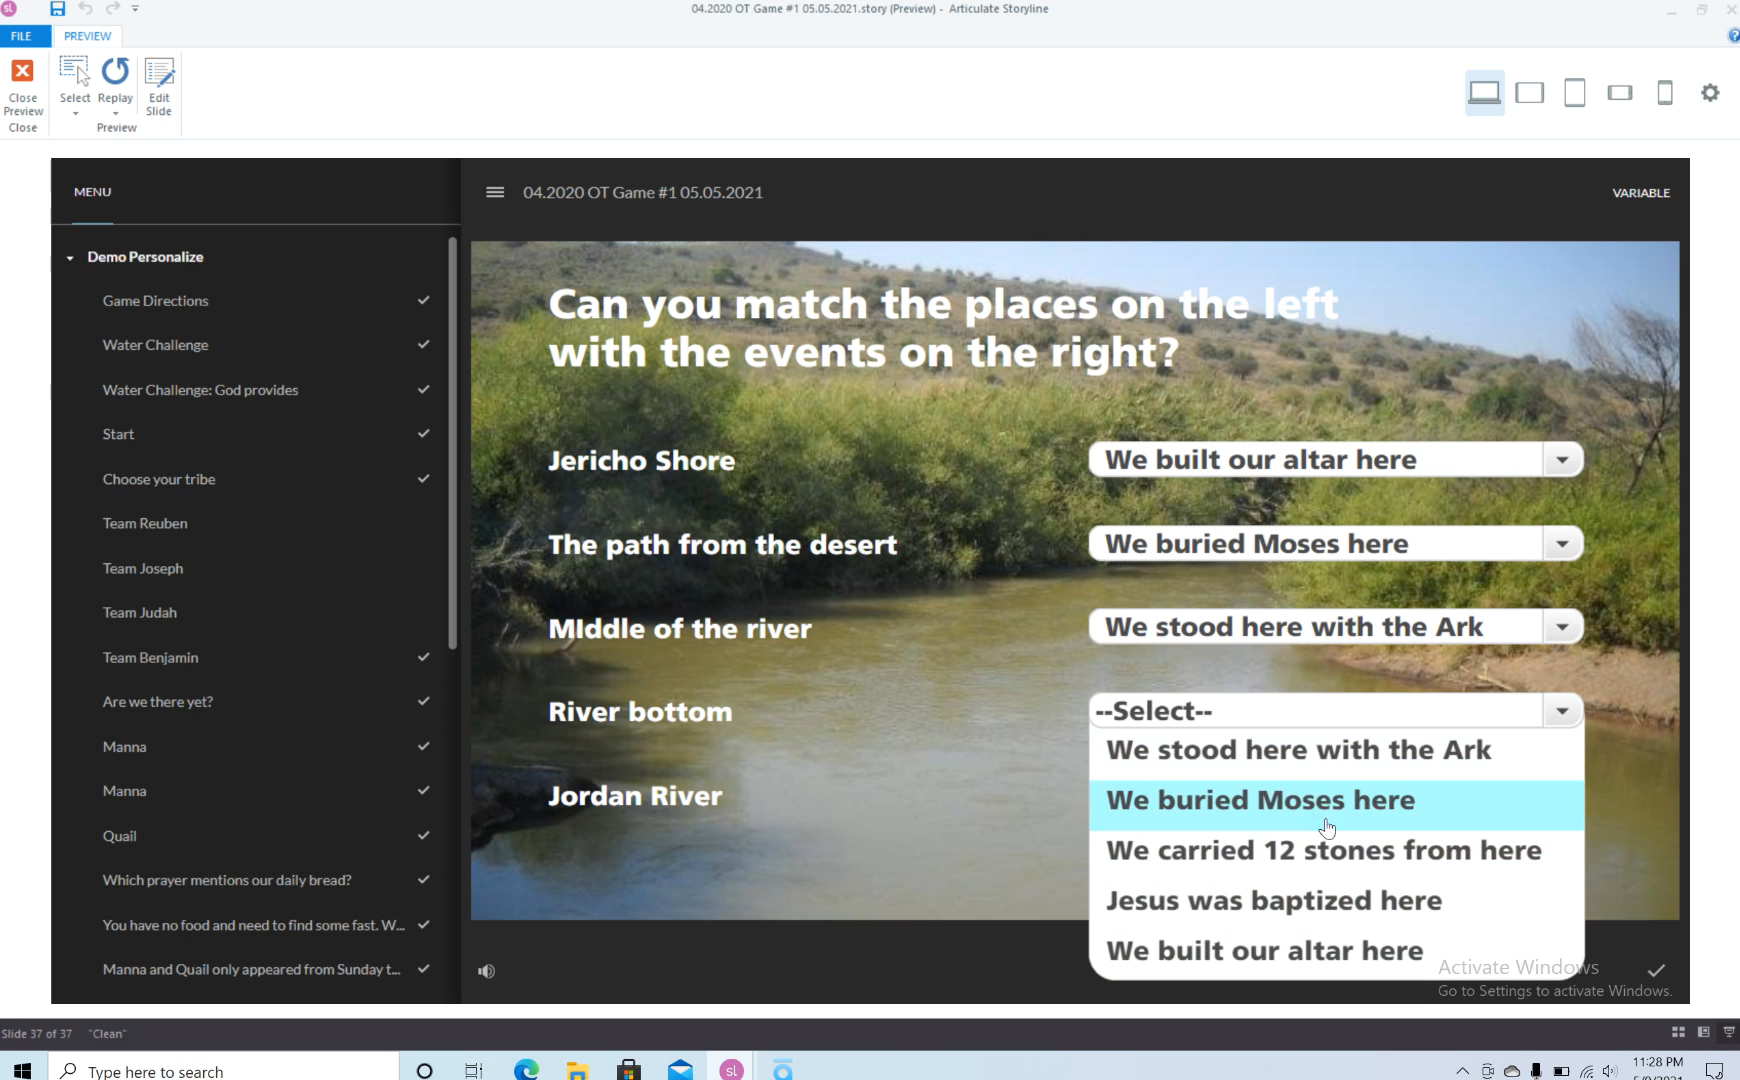 sl
04.2020 OT Game #1 05.05.2021.story (Preview) - Articulate Storyline
FILE
PREVIEW
?
Close
Preview
Select
Replay
Edit
Slide
Close
Preview
MENU
04.2020 OT Game #1 05.05.2021
VARIABLE
Demo Personalize
Game Directions
Water Challenge
Water Challenge: God provides
Start
Choose your tribe
Team Reuben
Team Joseph
Team Judah
Team Benjamin
Are we there yet?
Manna
Manna
Quail
Which prayer mentions our daily bread?
You have no food and need to find some fast. W...
Manna and Quail only appeared from Sunday t...
Can you match the places on the left
with the events on the right?
Jericho Shore
We built our altar here
The path from the desert
We buried Moses here
MIddle of the river
We stood here with the Ark
River bottom
--Select--
We stood here with the Ark
Jordan River
We buried Moses here
We carried 12 stones from here
Jesus was baptized here
We built our altar here
Activate Windows
Go to Settings to activate Windows.
Slide 37 of 37 "Clean"
Type here to search
sl
11:28 PM